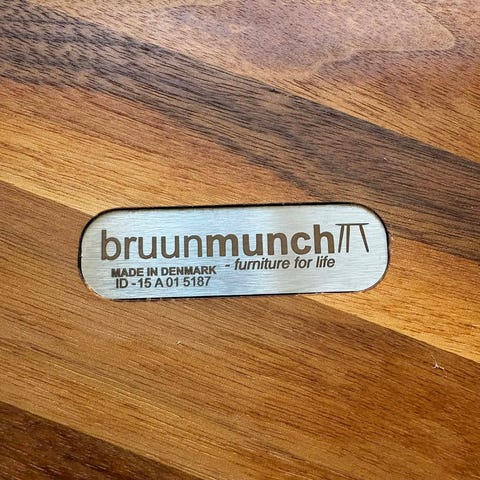 bruunmunch
- furniture for life
MADE IN DENMARK
ID - 15 A 01 5187